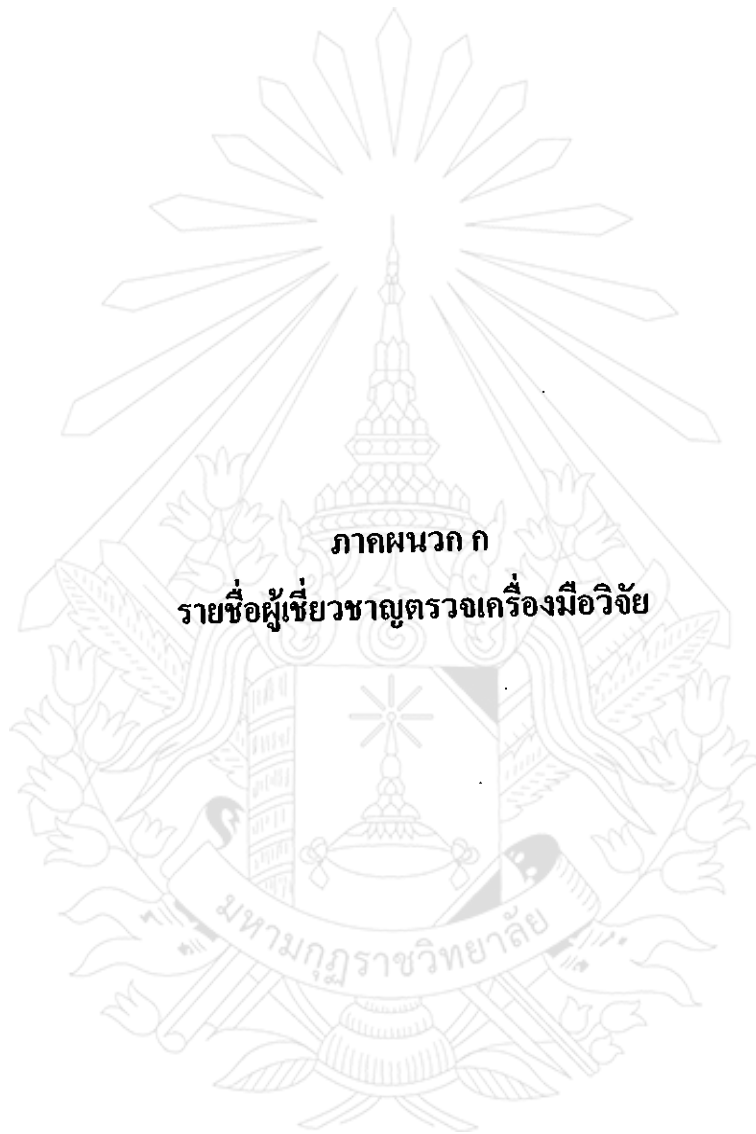 ภาคผนวก ก
รายชื่อผู้เชี่ยวชาญตรวจเครื่องมือวิจัย
มหามกุฏราชวิทยาลัย